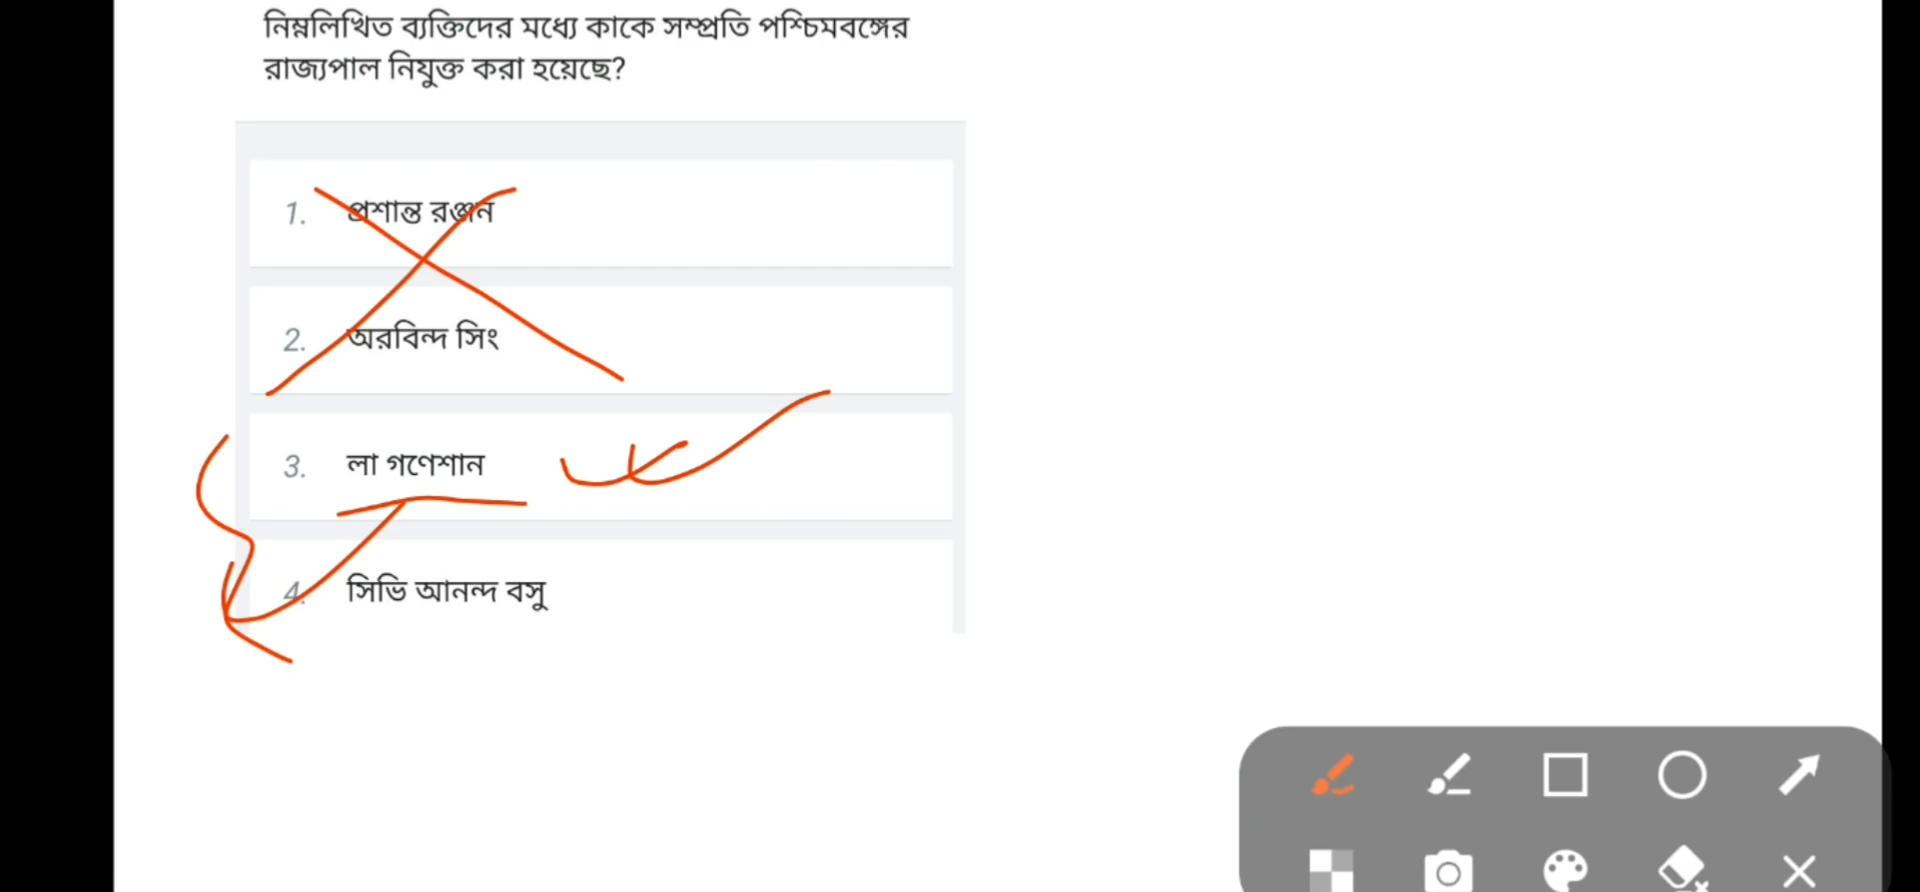 নিম্নলিখিত ব্যক্তিদের মধ্যে কাকে সম্প্রতি পশ্চিমবঙ্গের
রাজ্যপাল নিযুক্ত করা হয়েছে?
1. প্রশান্ত রঞ্জন
2. অরবিন্দ সিং
3. লা গণেশান
4. সিভি আনন্দ বসু